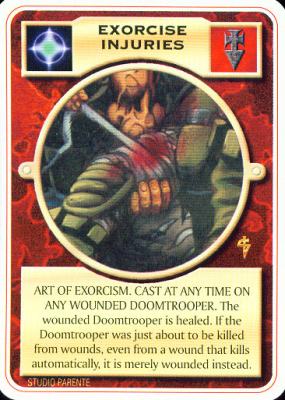 EXORCISE
INJURIES
ART OF EXORCISM. CAST AT ANY TIME ON
ANY WOUNDED DOOMTROOPER. The
wounded Doomtrooper is healed. If the
Doomtrooper was just about to be killed
from wounds, even from a wound that kills
automatically, it is merely wounded instead.
STUDIO PARENTE